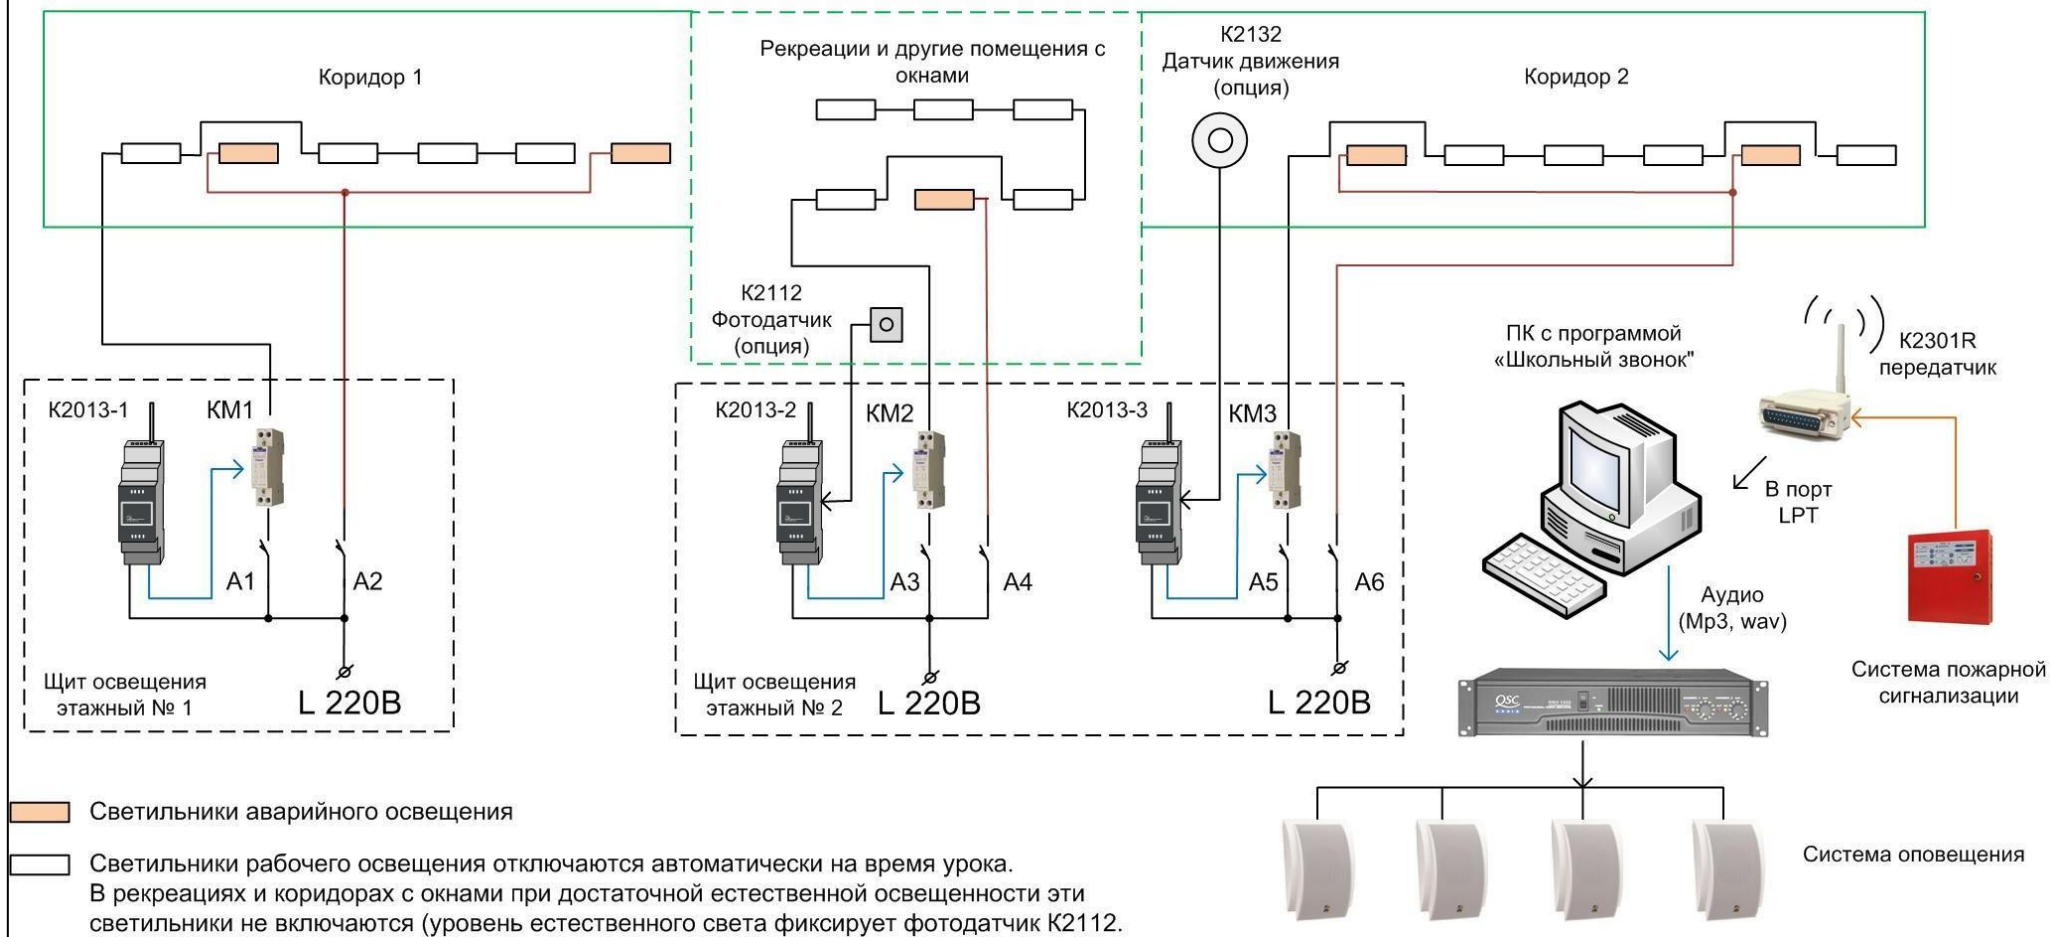 Коридор 1
Рекреации и другие помещения с
окнами
К2132
Датчик движения
(опция)
Коридор 2
К2112
Фотодатчик
(опция)
ПК с программой
«Школьный звонок"
К2301R
передатчик
К2013-1
КМ1
К2013-2
КМ2
К2013-3
КМ3
В порт
LPT
А1
А2
А3
А4
А5
А6
Аудио
(Mp3, wav)
Щит освещения
этажный № 1
L 220В
Щит освещения
этажный № 2
L 220В
L 220В
QSC
Система пожарной
сигнализации
Светильники аварийного освещения
Светильники рабочего освещения отключаются автоматически на время урока.
В рекреациях и коридорах с окнами при достаточной естественной освещенности эти
светильники не включаются (уровень естественного света фиксирует фотодатчик К2112.
Система оповещения